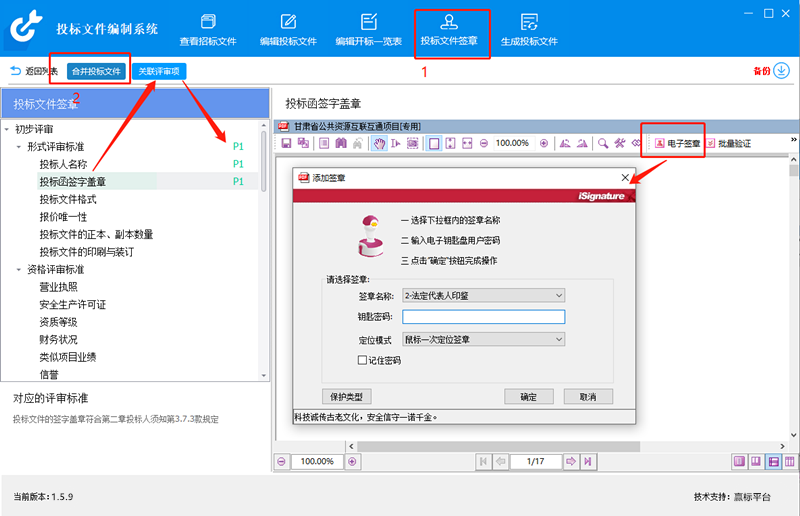 投标文件编制系统
查看招标文件
编辑投标文件
编辑开标一览表
投标文件签章
生成投标文件
1
返回列表
合并投标文件
关联评审项
备份
2
投标文件签章
初步评审
形式评审标准 P1
投标人名称 P1
投标函签字盖章 P1
投标文件格式
报价唯一性
投标文件的正本、副本数量
投标文件的印刷与装订
资格评审标准
营业执照
安全生产许可证
资质等级
财务状况
类似项目业绩
信誉
对应的评审标准
投标文件的签字盖章符合第二章投标人须知第3.7.3款规定
投标函签字盖章
甘肃省公共资源互联互通项目[专用]
100.00%
电子签章
批量验证
添加签章
iSignature
一 选择下拉框内的签章名称
二 输入电子钥匙盘用户密码
三 点击"确定"按钮完成操作
请选择签章:
签章名称: 2-法定代表人印鉴
钥匙密码:
定位模式 鼠标一次定位签章
记住密码
保护类型
确定
取消
科技诚传古老文化，安全信守一诺千金。
100.00%
1/17
当前版本:1.5.9
技术支持：赢标平台